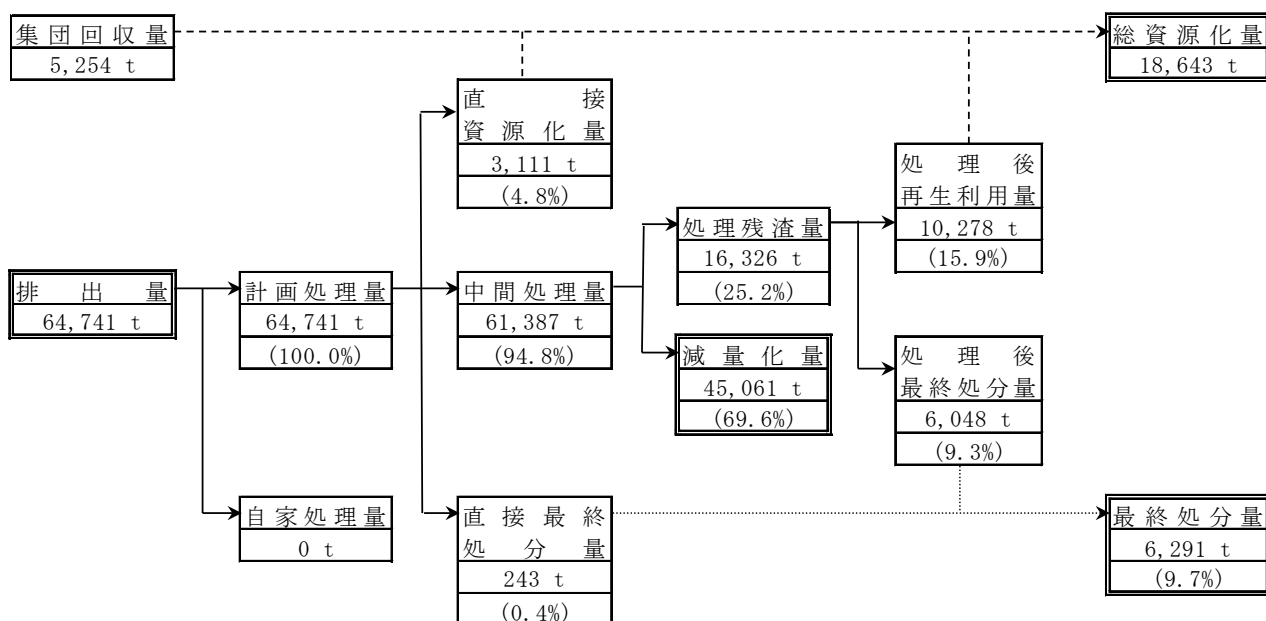 集団回収量
5,254 t
総資源化量
18,643 t
直接
資源化量
3,111 t
(4.8%)
処理後
再生利用量
10,278 t
(15.9%)
処理残渣量
16,326 t
(25.2%)
排出量
64,741 t
計画処理量
64,741 t
(100.0%)
中間処理量
61,387 t
(94.8%)
減量化量
45,061 t
(69.6%)
処理後
最終処分量
6,048 t
(9.3%)
自家処理量
0 t
直接最終
処分量
243 t
(0.4%)
最終処分量
6,291 t
(9.7%)